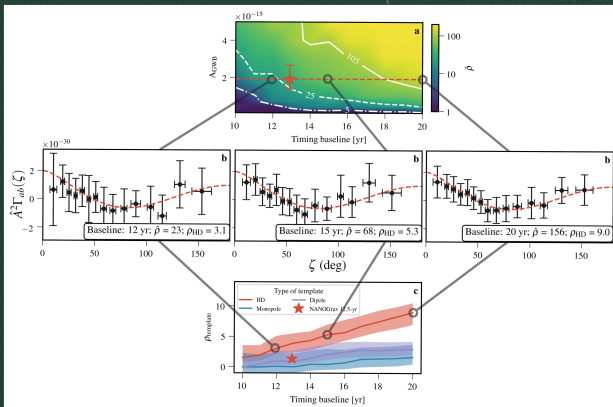 ×10⁻¹⁵
a
A_GWB
4
2
105
25
5
10 12 14 16 18 20
Timing baseline [yr]
100
10
1
ρ̂
×10⁻³⁰
Â²Γ_ab(ζ)
2
0
−2
b
Baseline: 12 yr; ρ̂ = 23; ρ_HD = 3.1
0 50 100 150
b
Baseline: 15 yr; ρ̂ = 68; ρ_HD = 5.3
0 50 100 150
ζ (deg)
b
Baseline: 20 yr; ρ̂ = 156; ρ_HD = 9.0
0 50 100 150
c
Type of template
HD
Monopole
Dipole
NANOGrav 12.5-yr
ρ_template
10
5
0
10 12 14 16 18 20
Timing baseline [yr]